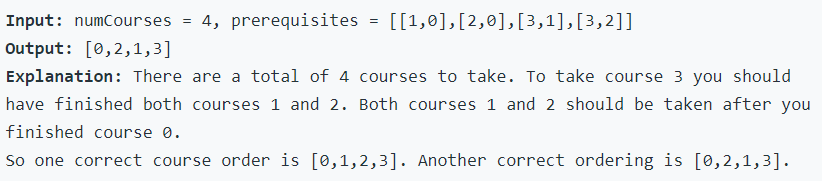 Input: numCourses = 4, prerequisites = [[1,0],[2,0],[3,1],[3,2]]
Output: [0,2,1,3]
Explanation: There are a total of 4 courses to take. To take course 3 you should
have finished both courses 1 and 2. Both courses 1 and 2 should be taken after you
finished course 0.
So one correct course order is [0,1,2,3]. Another correct ordering is [0,2,1,3].